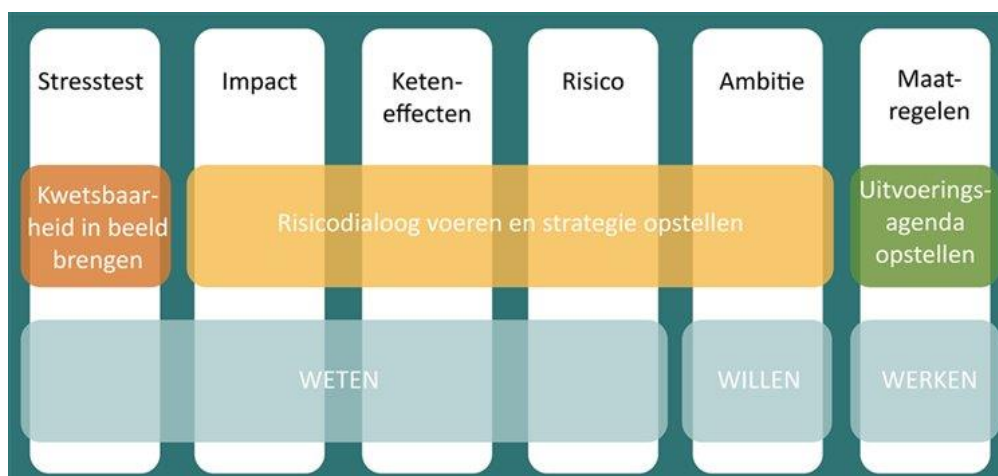 Stresstest
Impact
Keten-
effecten
Risico
Ambitie
Maat-
regelen
Kwetsbaar-
heid in beeld
brengen
Risicodialoog voeren en strategie opstellen
Uitvoerings-
agenda
opstellen
WETEN
WILLEN
WERKEN